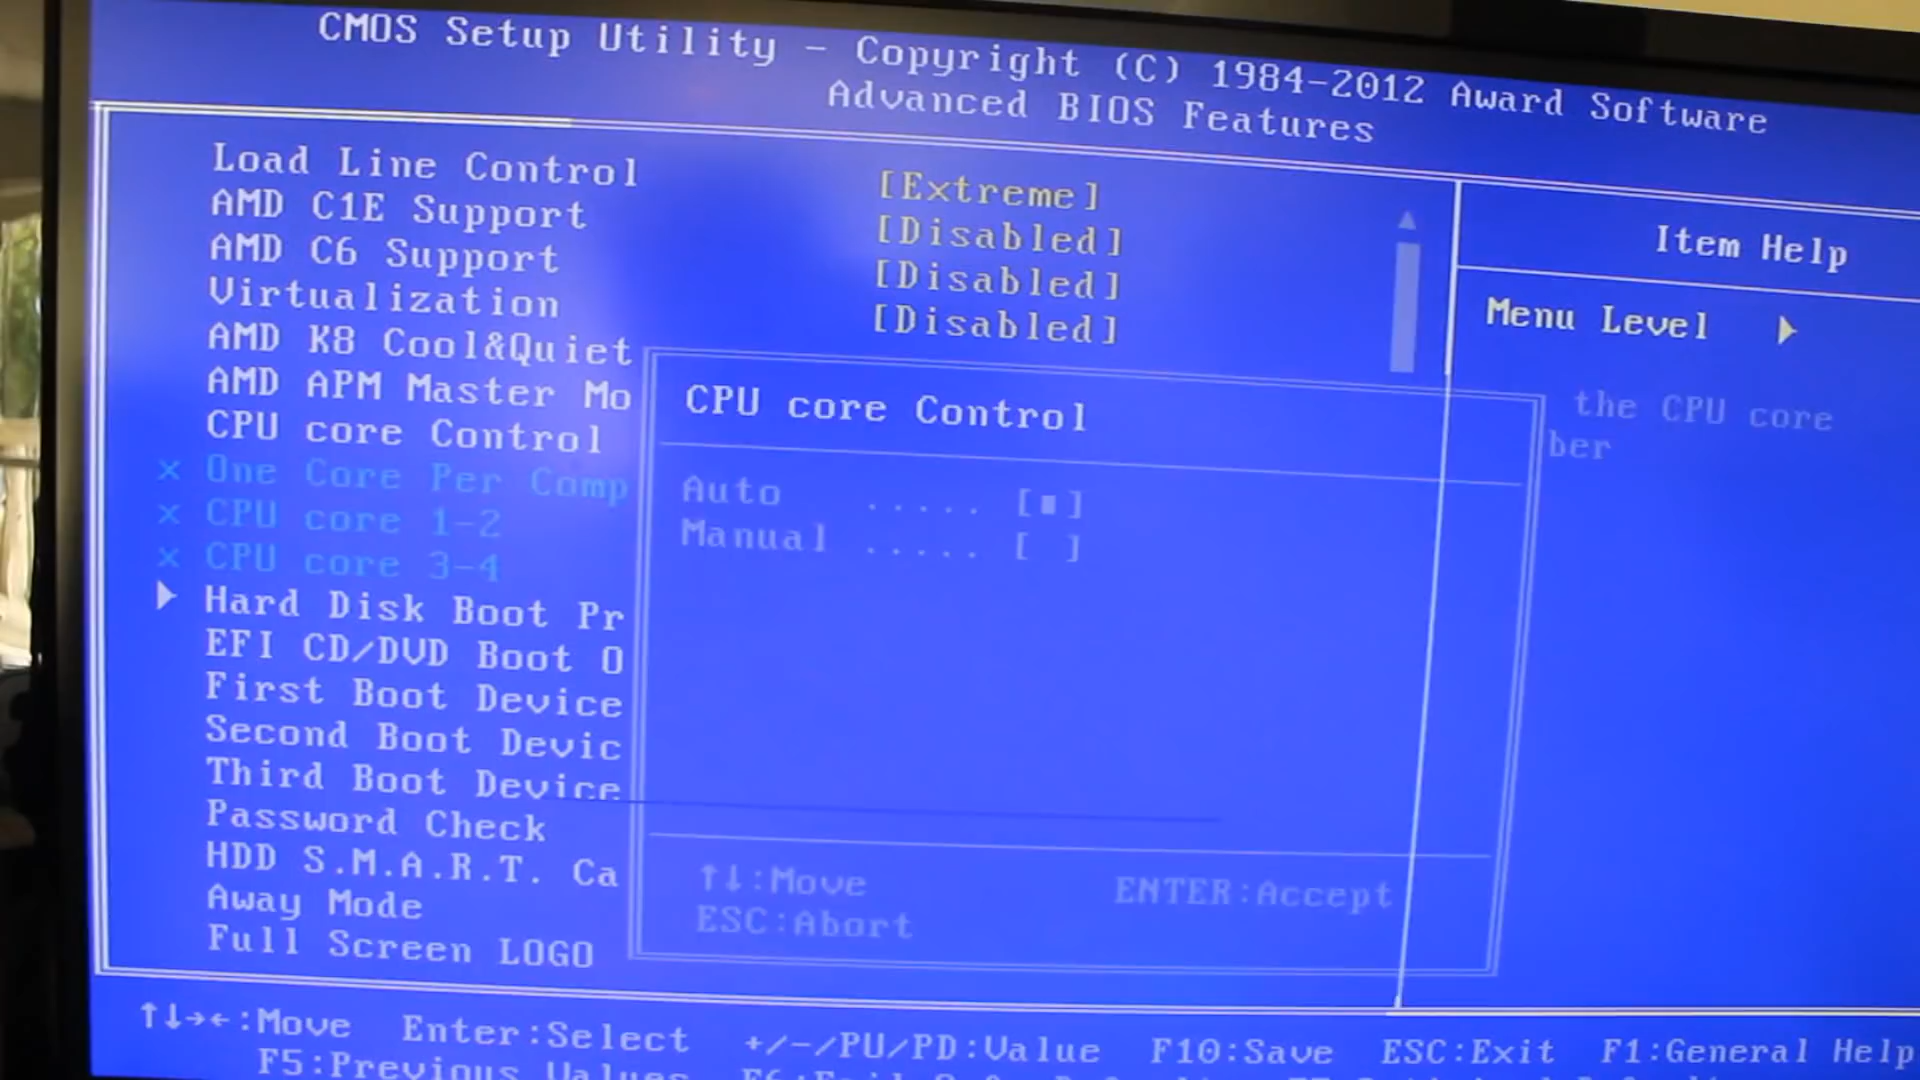 CMOS Setup Utility - Copyright (C) 1984-2012 Award Software
Advanced BIOS Features
Load Line Control [Extreme]
AMD C1E Support [Disabled]
AMD C6 Support [Disabled]
Virtualization [Disabled]
AMD K8 Cool&Quiet
AMD APM Master Mo
CPU core Control
x One Core Per Comp
x CPU core 1-2
x CPU core 3-4
Hard Disk Boot Pr
EFI CD/DVD Boot O
First Boot Device
Second Boot Devic
Third Boot Device
Password Check
HDD S.M.A.R.T. Ca
Away Mode
Full Screen LOGO
CPU core Control
Auto ..... [■]
Manual ..... [ ]
↑↓:Move ENTER:Accept
ESC:Abort
Item Help
Menu Level ▶
the CPU core
ber
↑↓→←:Move Enter:Select +/-/PU/PD:Value F10:Save ESC:Exit F1:General Help
F5:Previous Values